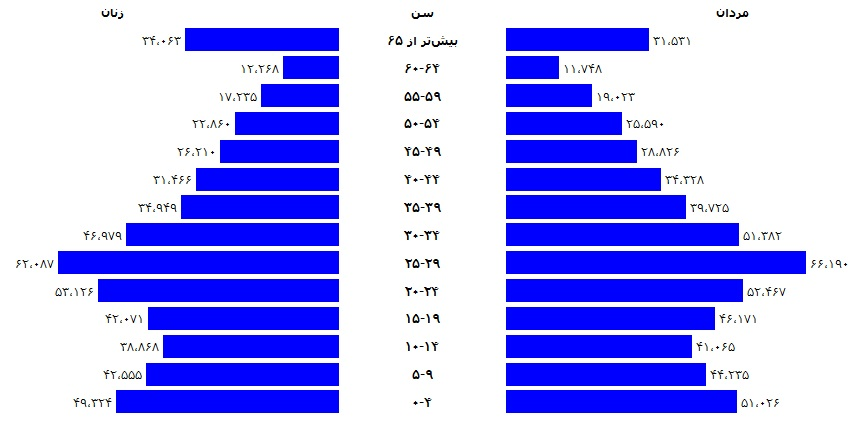 مردان سن زنان
۳۱،۵۳۱ بیش‌تر از ۶۵ ۳۴،۰۶۳
۱۱،۷۴۸ ۶۰-۶۴ ۱۲،۲۶۸
۱۹،۰۲۳ ۵۵-۵۹ ۱۷،۲۳۵
۲۵،۵۹۰ ۵۰-۵۴ ۲۲،۸۶۰
۲۸،۸۲۶ ۴۵-۴۹ ۲۶،۲۱۰
۳۴،۳۲۸ ۴۰-۴۴ ۳۱،۴۶۶
۳۹،۷۲۵ ۳۵-۳۹ ۳۴،۹۴۹
۵۱،۳۸۲ ۳۰-۳۴ ۴۶،۹۷۹
۶۶،۱۹۰ ۲۵-۲۹ ۶۲،۰۸۷
۵۲،۴۶۷ ۲۰-۲۴ ۵۳،۱۲۶
۴۶،۱۷۱ ۱۵-۱۹ ۴۲،۰۷۱
۴۱،۰۶۵ ۱۰-۱۴ ۳۸،۸۶۸
۴۴،۲۳۵ ۵-۹ ۴۲،۵۵۵
۵۱،۰۲۶ ۰-۴ ۴۹،۳۲۴